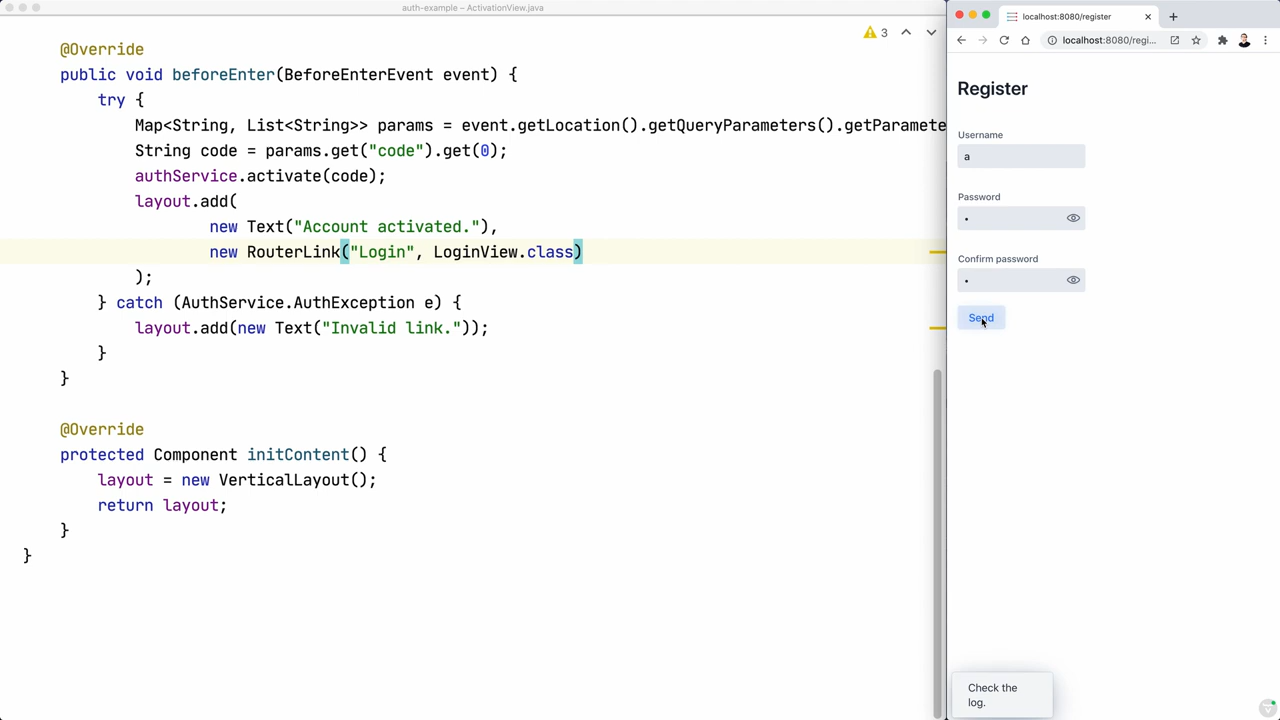 auth-example – ActivationView.java
3
@Override
public void beforeEnter(BeforeEnterEvent event) {
try {
Map<String, List<String>> params = event.getLocation().getQueryParameters().getParamete
String code = params.get("code").get(0);
authService.activate(code);
layout.add(
new Text("Account activated."),
new RouterLink("Login", LoginView.class)
);
} catch (AuthService.AuthException e) {
layout.add(new Text("Invalid link."));
}
}
@Override
protected Component initContent() {
layout = new VerticalLayout();
return layout;
}
}
localhost:8080/register
localhost:8080/regi...
Register
Username
a
Password
•
Confirm password
•
Send
Check the
log.